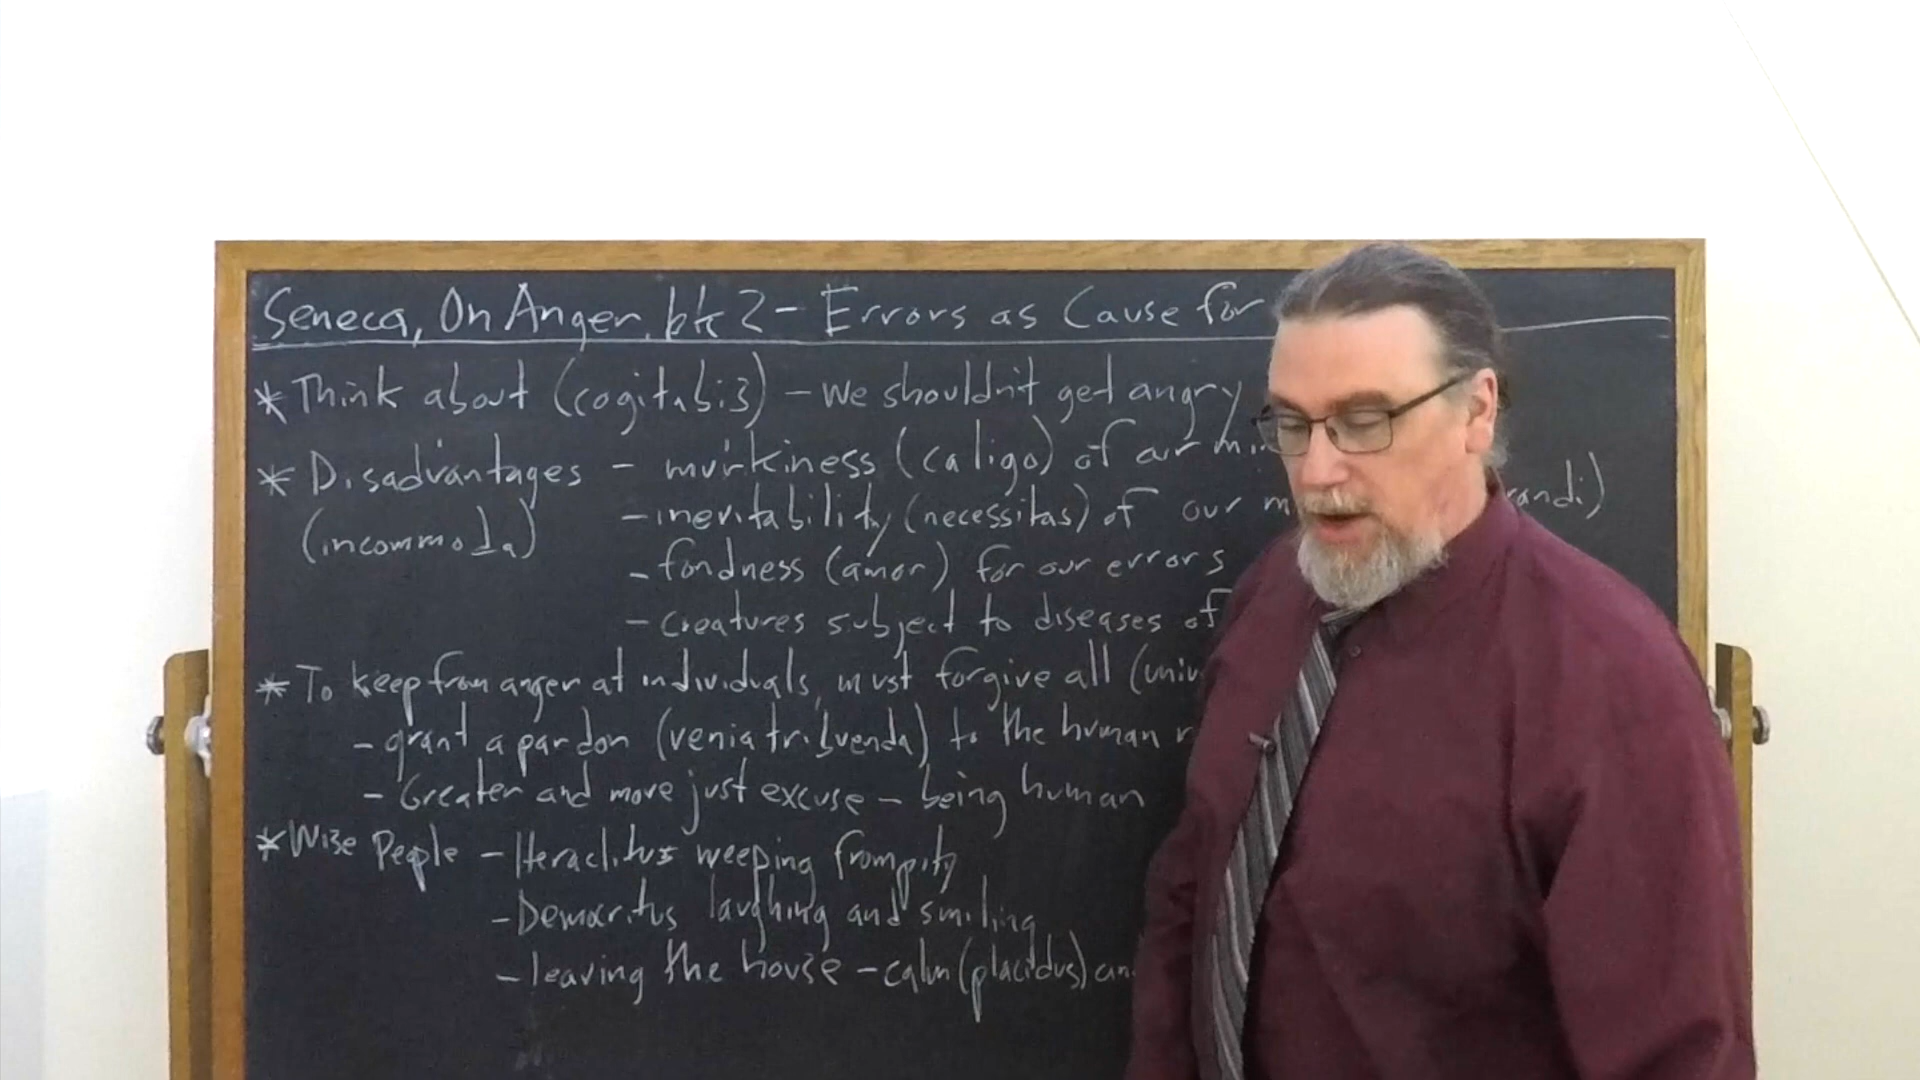 Seneca, On Anger, bk 2 - Errors as Cause for
* Think about (cogitabis) - We shouldn't get angry
* Disadvantages - murkiness (caligo) of our
(incommoda) - inevitability (necessitas) of our
- fondness (amor) for our errors
- creatures subject to diseases of
* To keep from anger at individuals, must forgive all
- grant a pardon (venia tribuenda) to the human
- Greater and more just excuse - being human
* Wise People - Heraclitus weeping from pity
- Democritus laughing and smiling
- leaving the house - calm (placidus)